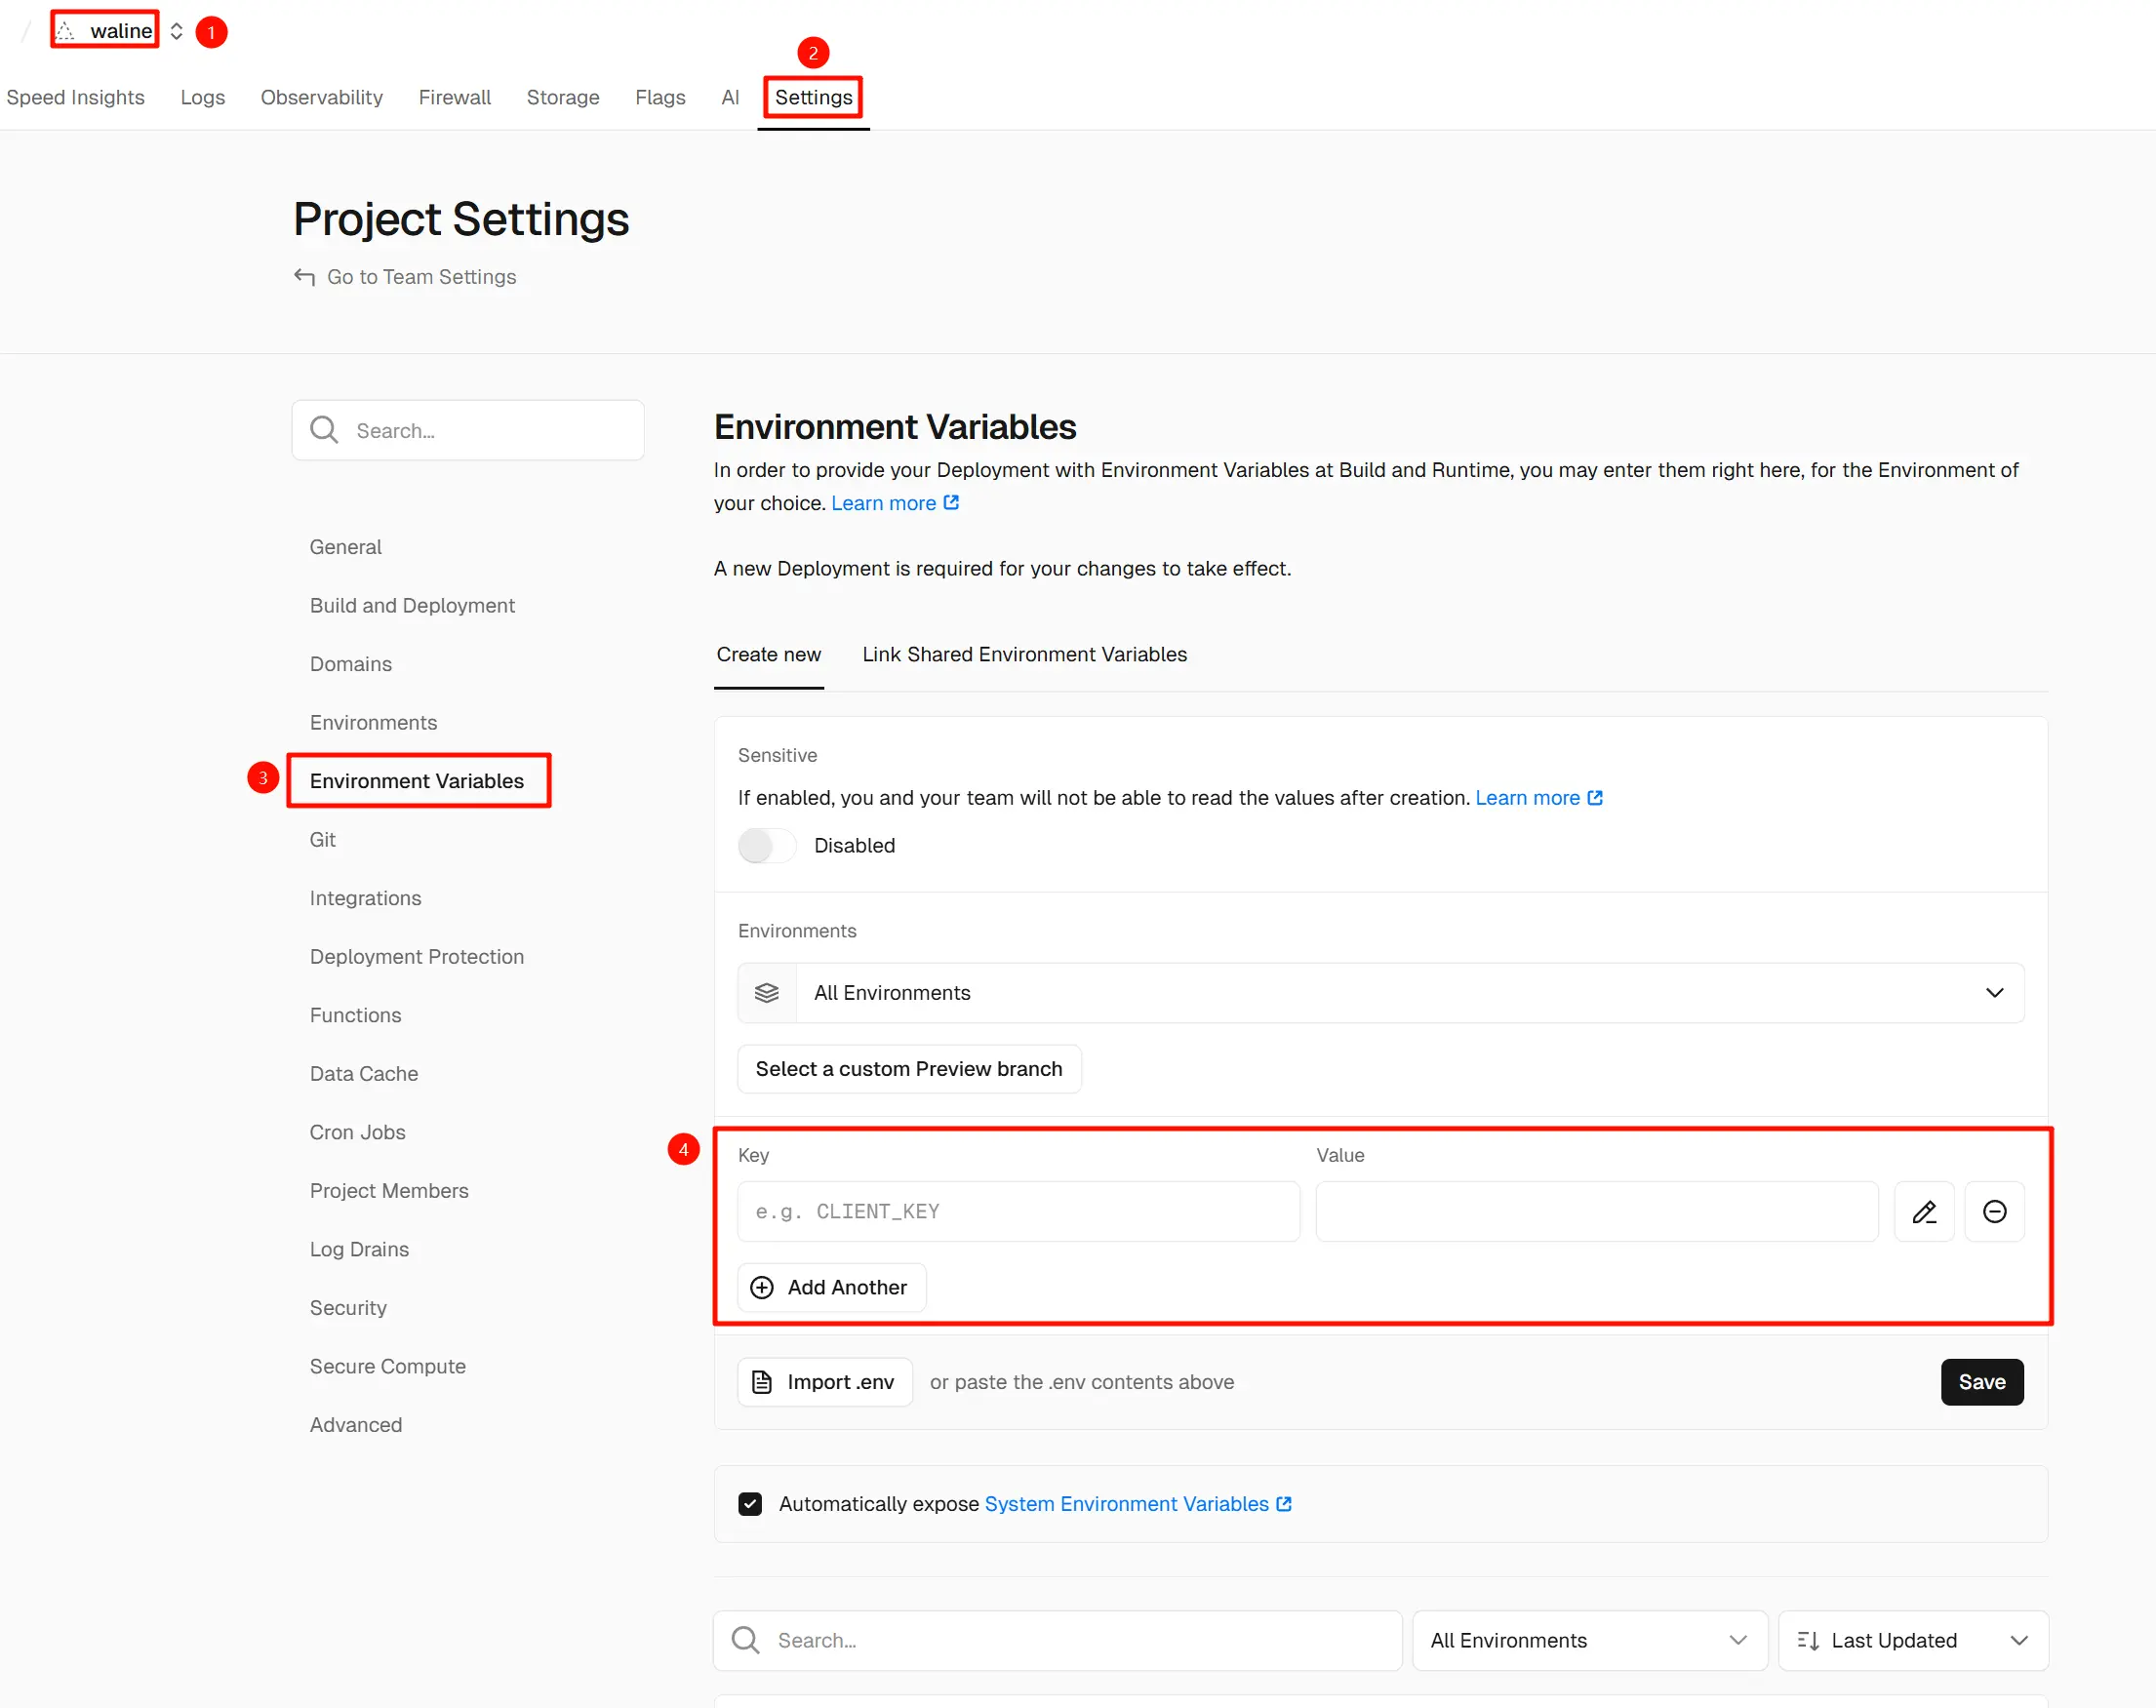 / waline 1
2
Speed Insights Logs Observability Firewall Storage Flags AI Settings
Project Settings
Go to Team Settings
Search...
General
Build and Deployment
Domains
Environments
3 Environment Variables
Git
Integrations
Deployment Protection
Functions
Data Cache
Cron Jobs
Project Members
Log Drains
Security
Secure Compute
Advanced
Environment Variables
In order to provide your Deployment with Environment Variables at Build and Runtime, you may enter them right here, for the Environment of
your choice. Learn more
A new Deployment is required for your changes to take effect.
Create new Link Shared Environment Variables
Sensitive
If enabled, you and your team will not be able to read the values after creation. Learn more
Disabled
Environments
All Environments
Select a custom Preview branch
4
Key Value
e.g. CLIENT_KEY
Add Another
Import .env or paste the .env contents above Save
Automatically expose System Environment Variables
Search... All Environments Last Updated